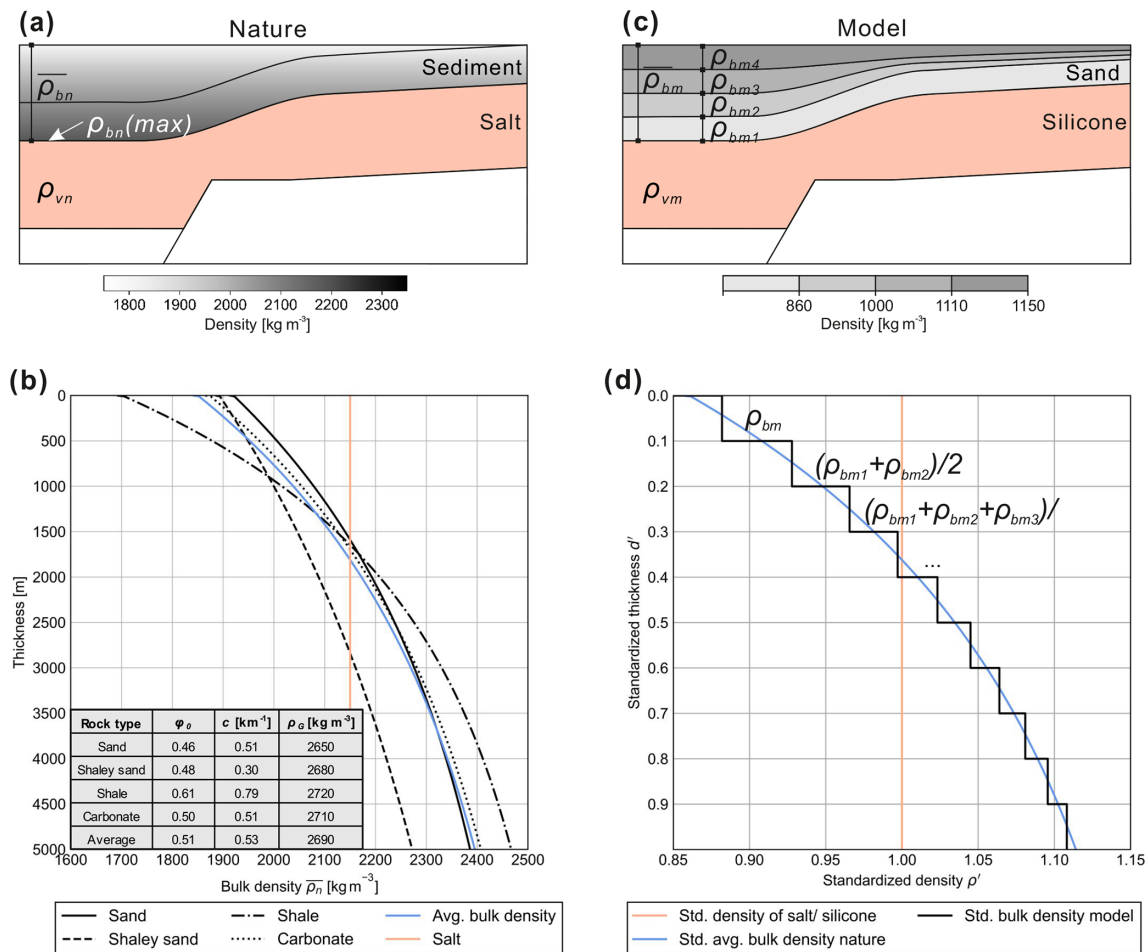 (a)
Nature
Sediment
ρ̅bn
ρbn(max)
Salt
ρvn
1800 1900 2000 2100 2200 2300
Density [kg m⁻³]
(c)
Model
ρbm4
ρ̅bm
Sand
ρbm3
ρbm2
Silicone
ρbm1
ρvm
860 1000 1110 1150
Density [kg m⁻³]
(b)
Thickness [m]
0
500
1000
1500
2000
2500
3000
3500
4000
4500
5000
Rock type φ₀ c [km⁻¹] ρG [kg m⁻³]
Sand 0.46 0.51 2650
Shaley sand 0.48 0.30 2680
Shale 0.61 0.79 2720
Carbonate 0.50 0.51 2710
Average 0.51 0.53 2690
1600 1700 1800 1900 2000 2100 2200 2300 2400 2500
Bulk density ρ̅n [kg m⁻³]
Sand Shale Avg. bulk density
Shaley sand Carbonate Salt
(d)
Standardized thickness d′
0.0
0.1
0.2
0.3
0.4
0.5
0.6
0.7
0.8
0.9
ρbm
(ρbm1+ρbm2)/2
(ρbm1+ρbm2+ρbm3)/
...
0.85 0.90 0.95 1.00 1.05 1.10 1.15
Standardized density ρ′
Std. density of salt/ silicone Std. bulk density model
Std. avg. bulk density nature